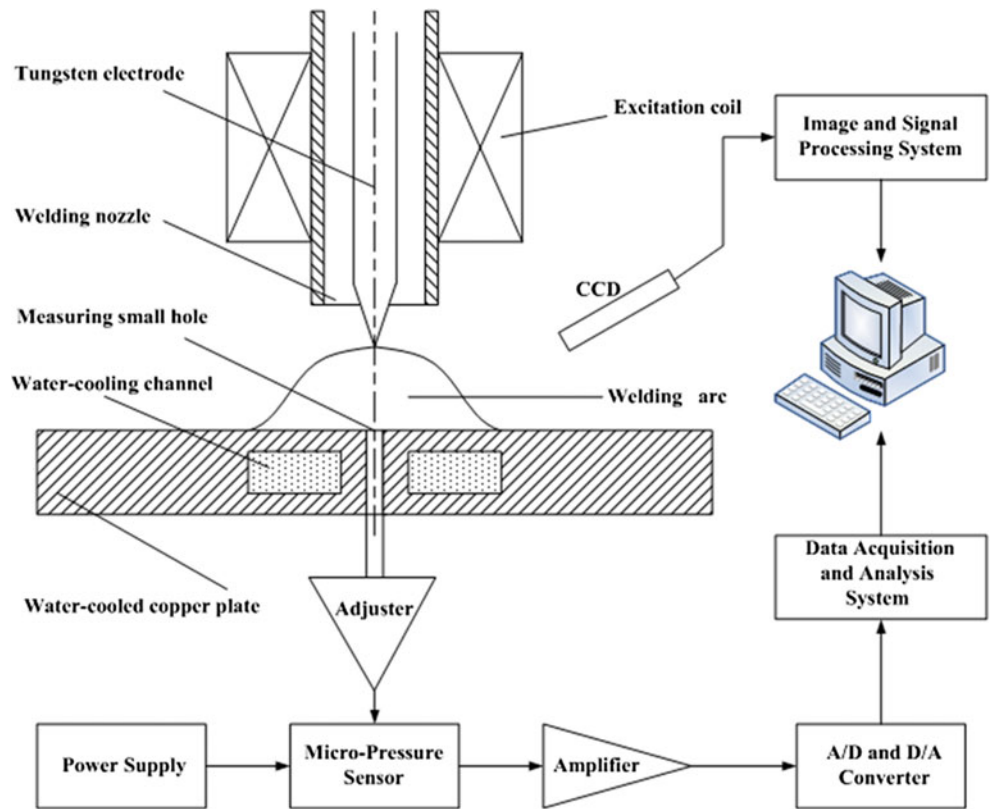 Tungsten electrode
Excitation coil
Image and Signal
Processing System
Welding nozzle
CCD
Measuring small hole
Water-cooling channel
Welding arc
Water-cooled copper plate
Adjuster
Data Acquisition
and Analysis
System
Power Supply
Micro-Pressure
Sensor
Amplifier
A/D and D/A
Converter